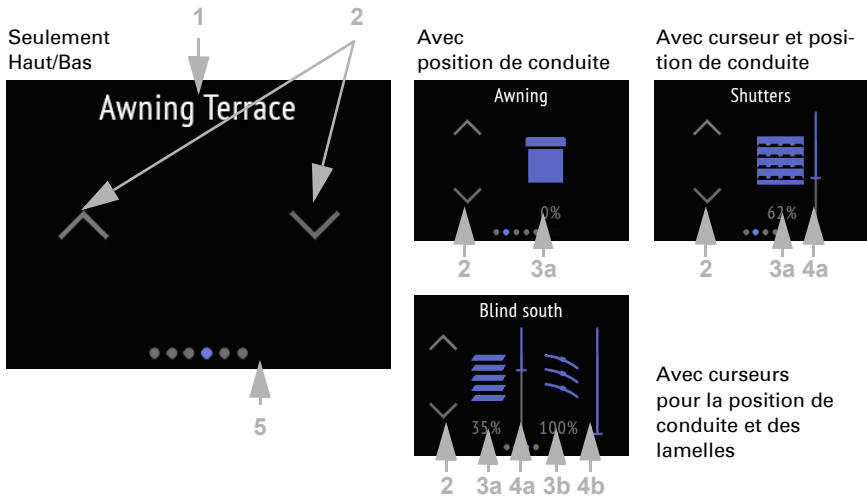 1
2
Seulement
Haut/Bas
Awning Terrace
5
Avec
position de conduite
Awning
0%
2
3a
Avec curseur et posi-
tion de conduite
Shutters
62%
2
3a
4a
Blind south
35%
100%
2
3a
4a
3b
4b
Avec curseurs
pour la position de
conduite et des
lamelles